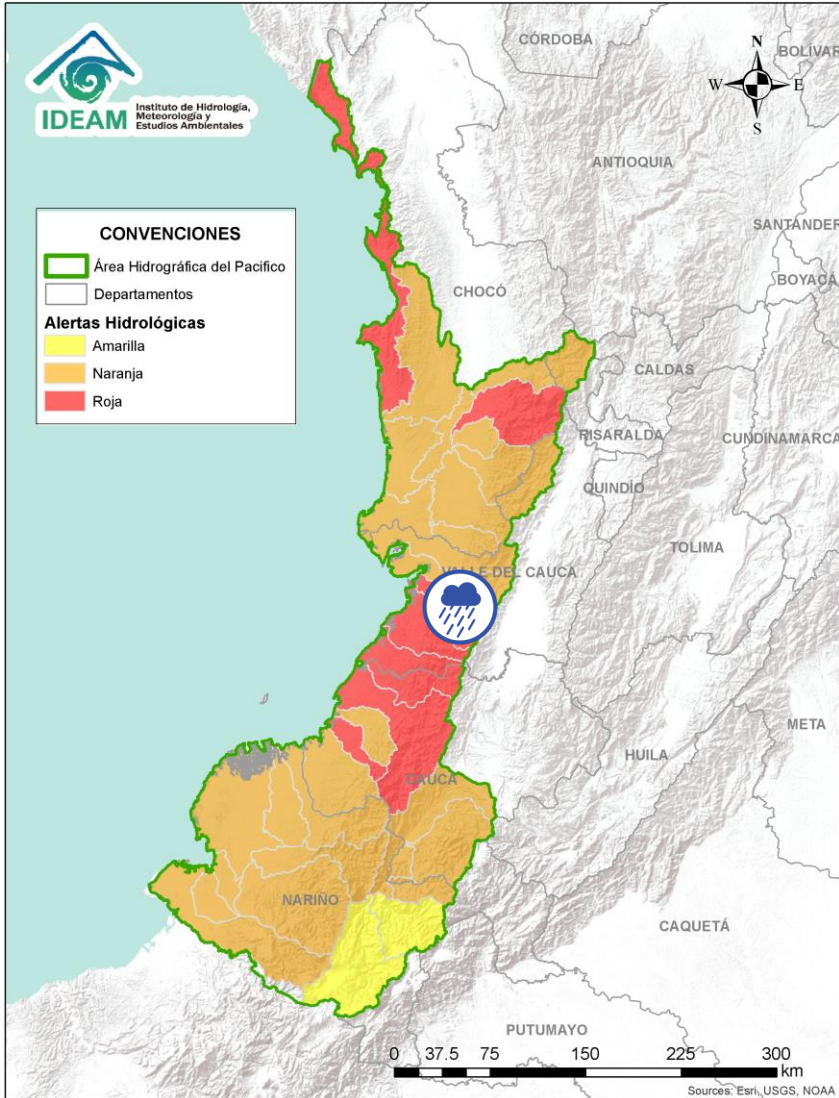 IDEAM
Instituto de Hidrología,
Meteorología y
Estudios Ambientales
CÓRDOBA
BOLÍVAR
N
W
E
S
ANTIOQUIA
SANTANDER
BOYACÁ
CONVENCIONES
Área Hidrográfica del Pacifico
Departamentos
Alertas Hidrológicas
Amarilla
Naranja
Roja
CHOCÓ
CALDAS
RISARALDA
CUNDINAMARCA
QUINDÍO
TOLIMA
VALLE DEL CAUCA
META
HUILA
CAUCA
NARIÑO
CAQUETÁ
PUTUMAYO
0 37.5 75 150 225 300
km
Sources: Esri, USGS, NOAA